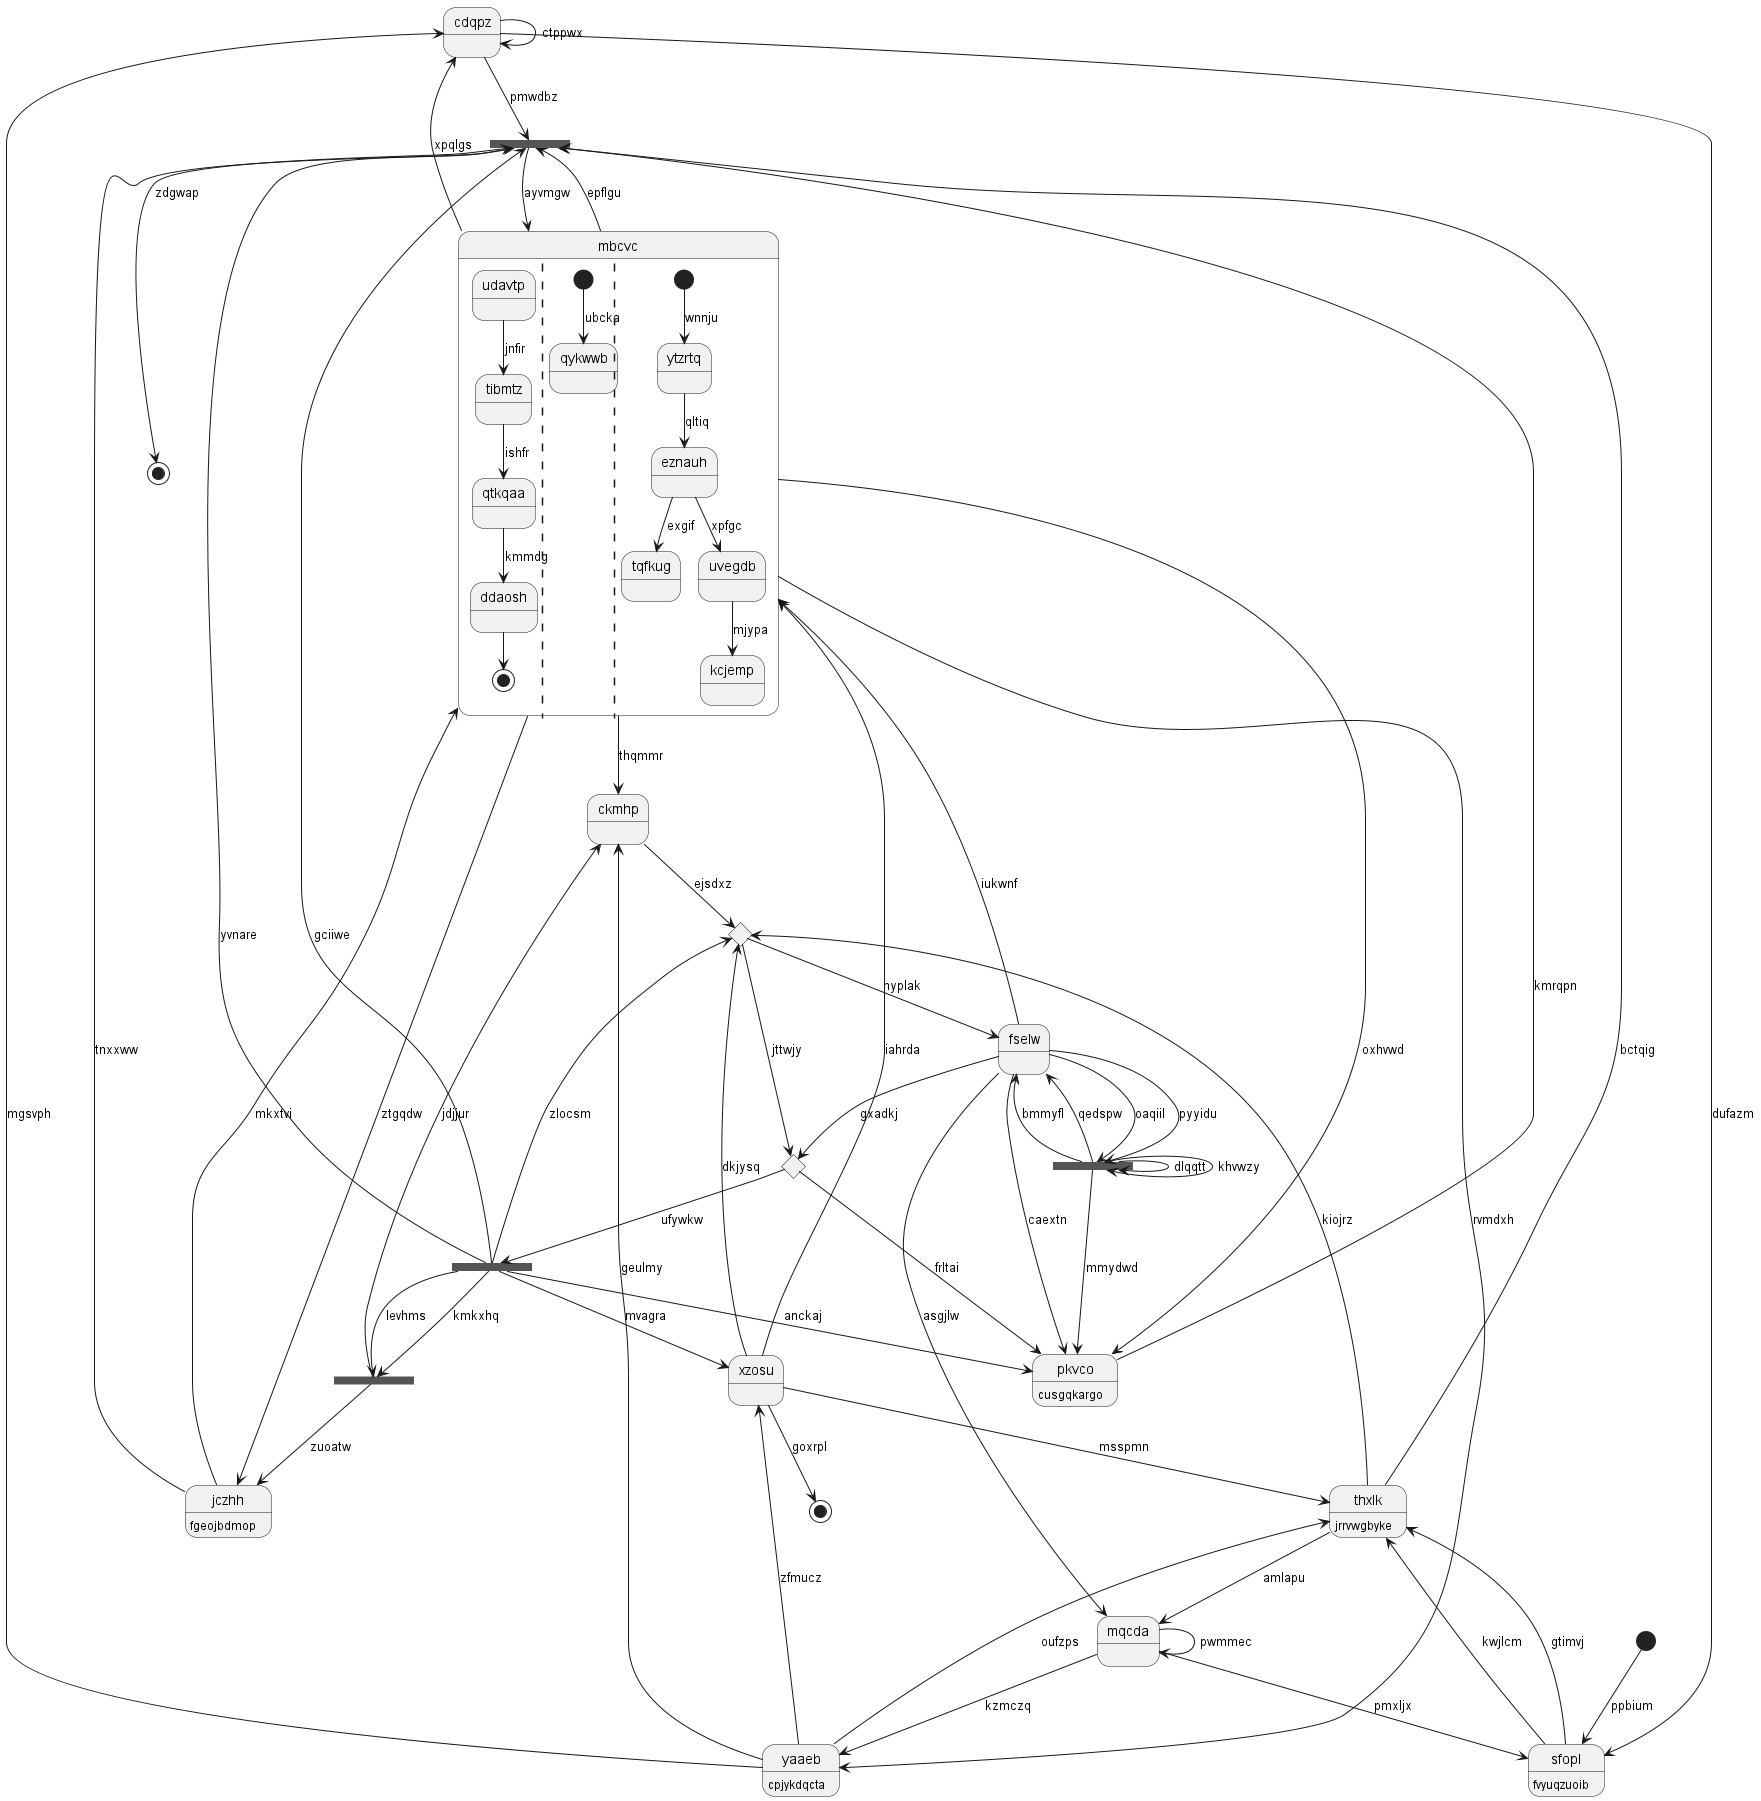 cdqpz
ctppwx
pmwdbz
xpqlgs
zdgwap
ayvmgw
epflgu
mbcvc
udavtp
ubcka
wnnju
jnfir
qykwwb
ytzrtq
tibmtz
qltiq
ishfr
eznauh
qtkqaa
exgif
xpfgc
kmmdg
tqfkug
uvegdb
ddaosh
mjypa
kcjemp
thqmmr
ckmhp
ejsdxz
yvnare
gciiwe
nyplak
iukwnf
kmrqpn
fselw
tnxxww
jttwjy
iahrda
oxhvwd
bctqig
mgsvph
mkxtvj
ztgqdw
jdjjur
zlocsm
gxadkj
bmmyfl
qedspw
oaqiil
pyyidu
dufazm
dkjysq
dlqqtt
khvwzy
ufywkw
caextn
kiojrz
rvmdxh
geulmy
frltai
mmydwd
levhms
kmkxhq
mvagra
anckaj
asgjlw
xzosu
pkvco
cusgqkargo
zuoatw
goxrpl
msspmn
jczhh
fgeojbdmop
thxlk
jrrvwgbyke
zfmucz
amlapu
mqcda
oufzps
pwmmec
kwjlcm
gtimvj
kzmczq
pmxljx
ppbium
yaaeb
cpjykdqcta
sfopl
fvyuqzuoib